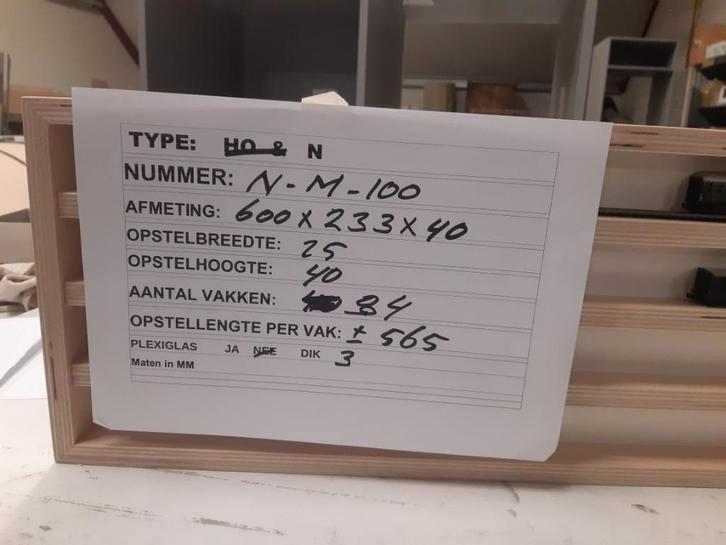 TYPE: HO & N
NUMMER: N-M-100
AFMETING: 600 X 233 X 40
OPSTELBREEDTE: 25
OPSTELHOOGTE: 40
AANTAL VAKKEN: 4
OPSTELLENGTE PER VAK: ± 565
PLEXIGLAS JA NEE DIK 3
Maten in MM